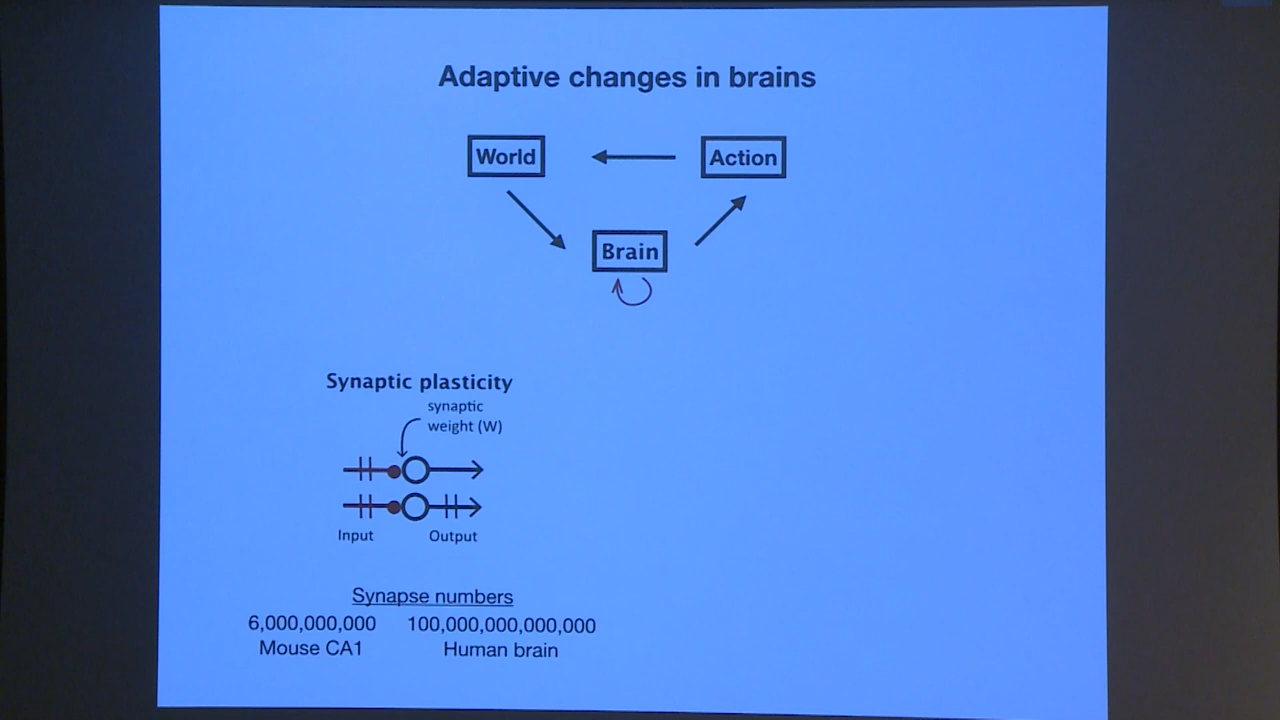 Adaptive changes in brains
World
Action
Brain
Synaptic plasticity
synaptic
weight (W)
Input
Output
Synapse numbers
6,000,000,000
100,000,000,000,000
Mouse CA1
Human brain